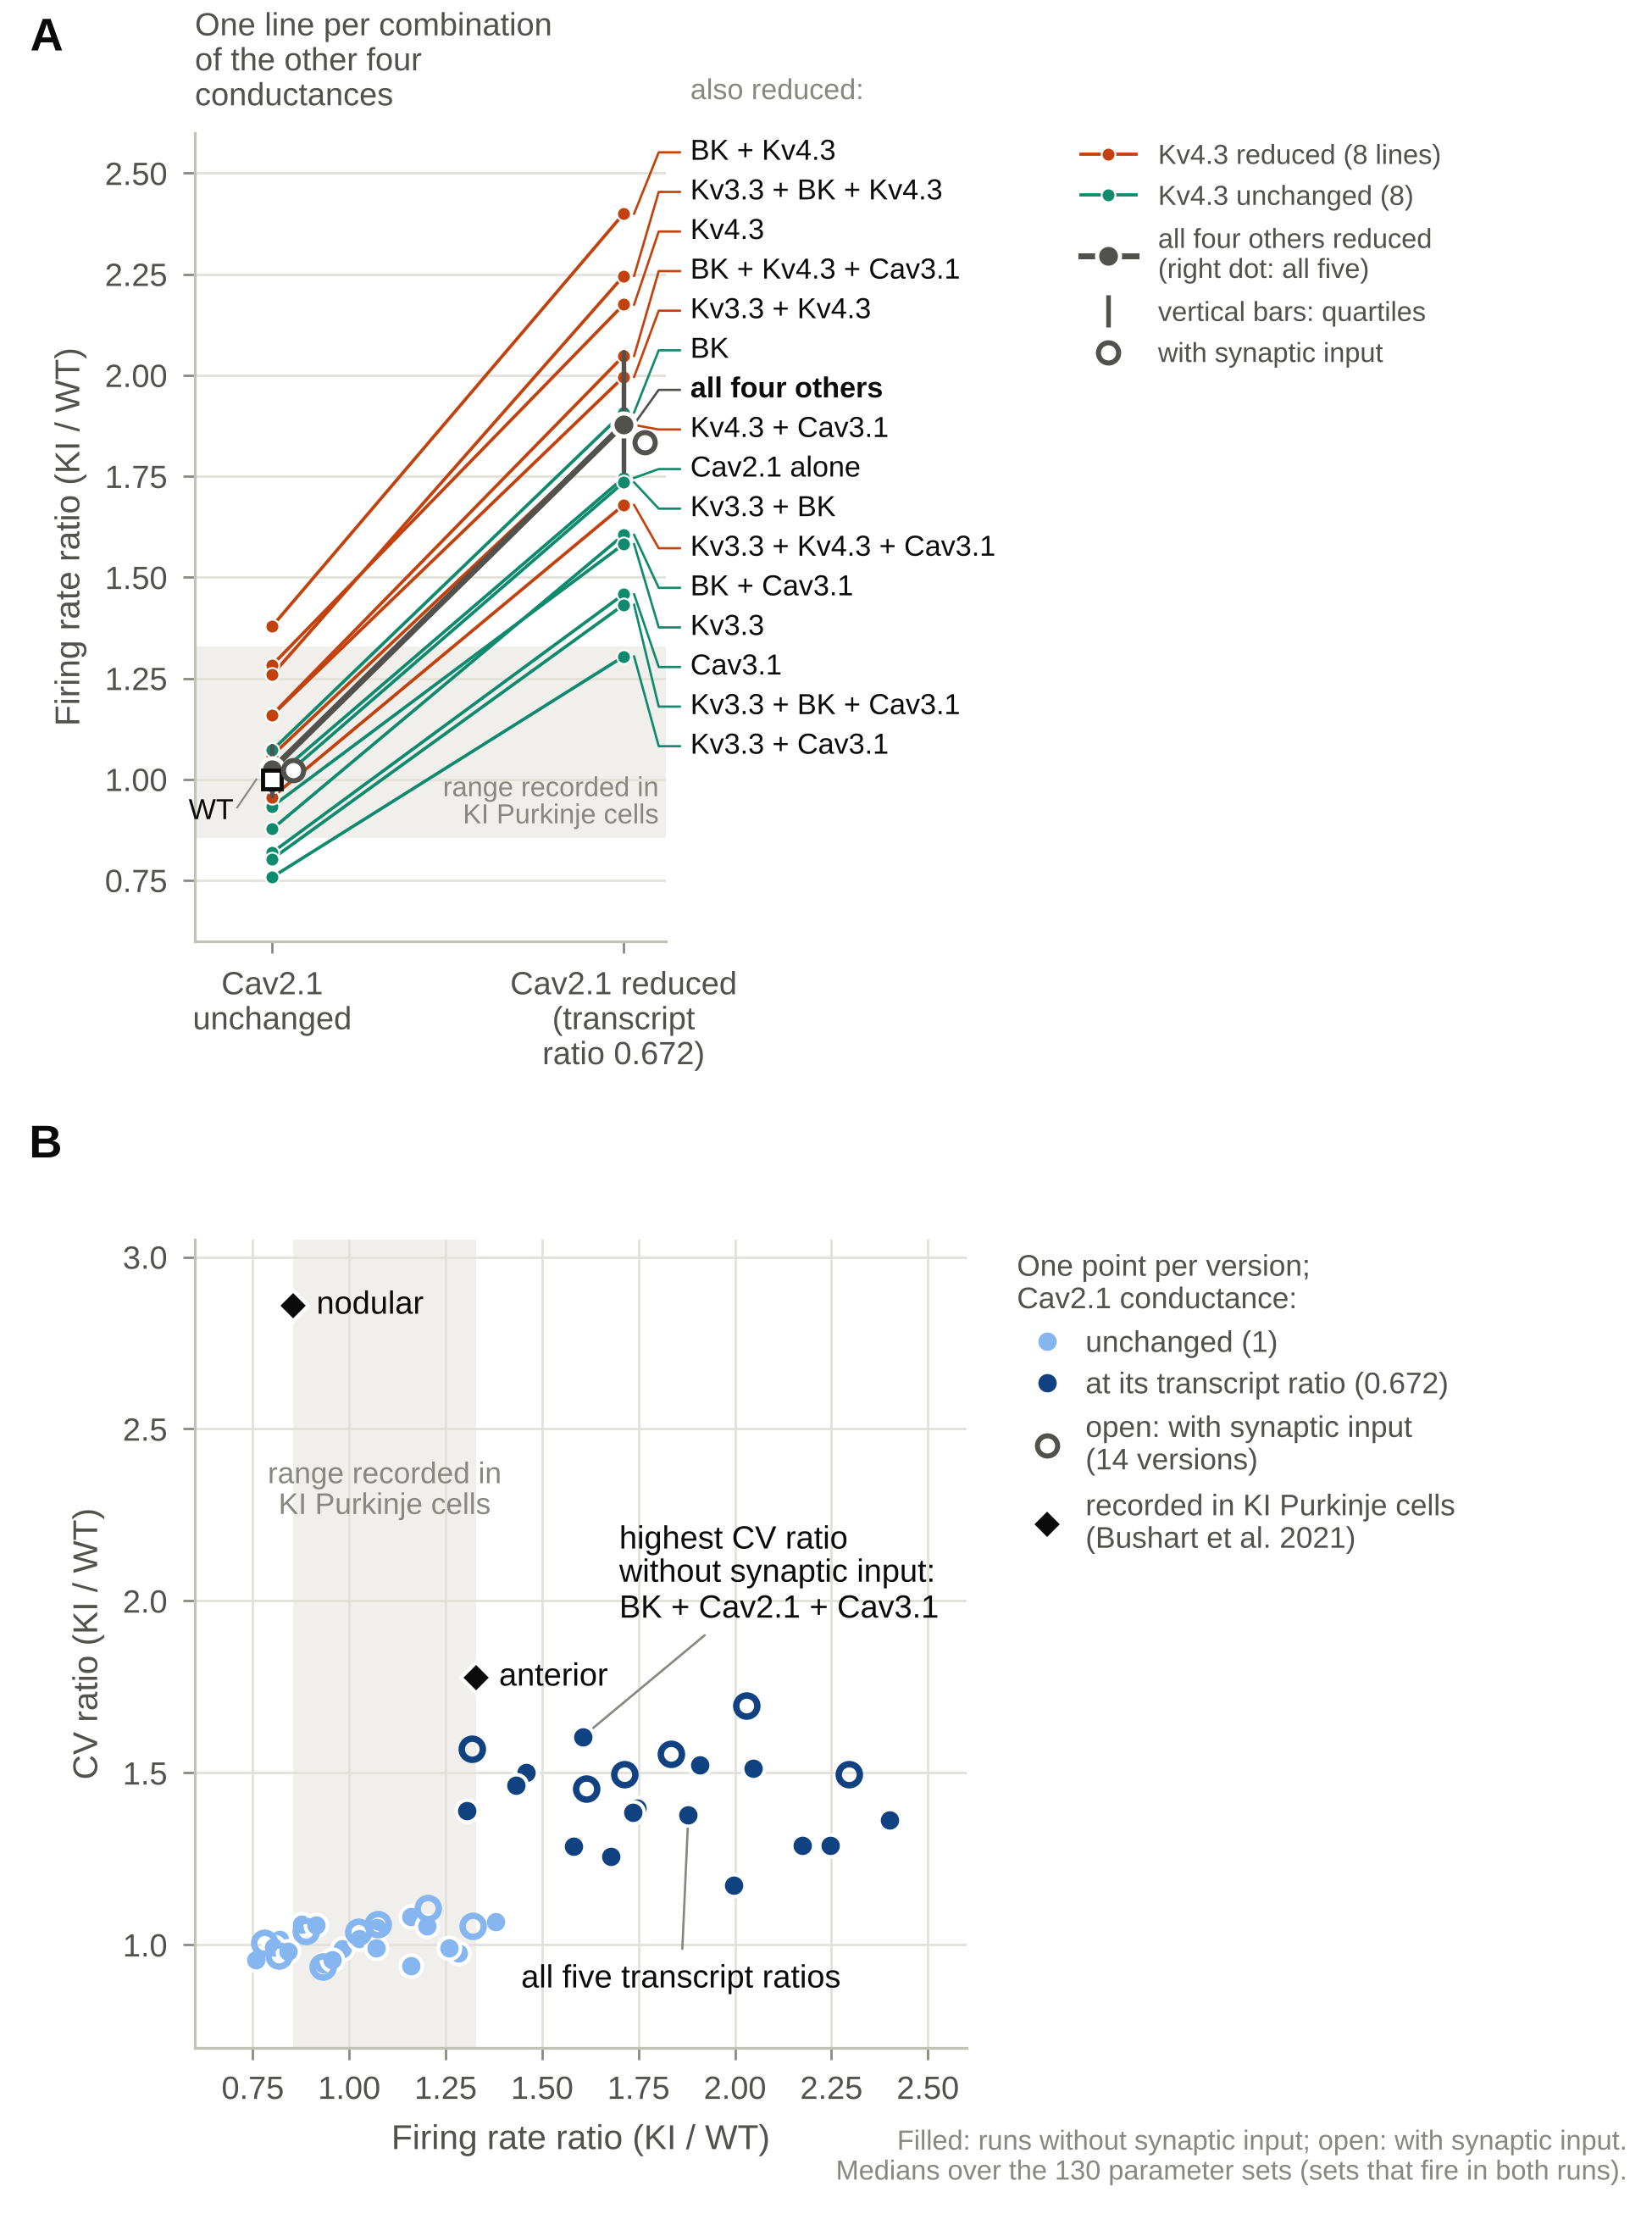 A
One line per combination
of the other four
conductances
also reduced:
2.50
2.25
2.00
1.75
1.50
1.25
1.00
0.75
Firing rate ratio (KI / WT)
BK + Kv4.3
Kv3.3 + BK + Kv4.3
Kv4.3
BK + Kv4.3 + Cav3.1
Kv3.3 + Kv4.3
BK
all four others
Kv4.3 + Cav3.1
Cav2.1 alone
Kv3.3 + BK
Kv3.3 + Kv4.3 + Cav3.1
BK + Cav3.1
Kv3.3
Cav3.1
Kv3.3 + BK + Cav3.1
Kv3.3 + Cav3.1
WT
range recorded in
KI Purkinje cells
Cav2.1
unchanged
Cav2.1 reduced
(transcript
ratio 0.672)
Kv4.3 reduced (8 lines)
Kv4.3 unchanged (8)
all four others reduced
(right dot: all five)
vertical bars: quartiles
with synaptic input
B
3.0
2.5
2.0
1.5
1.0
CV ratio (KI / WT)
nodular
range recorded in
KI Purkinje cells
highest CV ratio
without synaptic input:
BK + Cav2.1 + Cav3.1
anterior
all five transcript ratios
0.75
1.00
1.25
1.50
1.75
2.00
2.25
2.50
Firing rate ratio (KI / WT)
One point per version;
Cav2.1 conductance:
unchanged (1)
at its transcript ratio (0.672)
open: with synaptic input
(14 versions)
recorded in KI Purkinje cells
(Bushart et al. 2021)
Filled: runs without synaptic input; open: with synaptic input.
Medians over the 130 parameter sets (sets that fire in both runs).